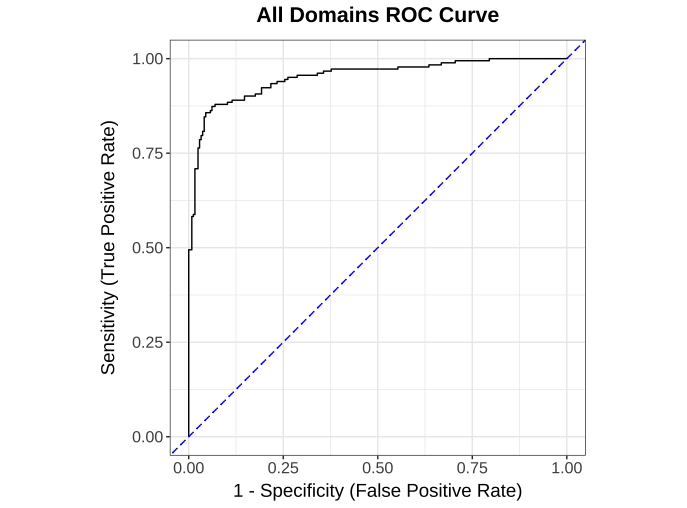 All Domains ROC Curve
1.00
0.75
0.50
0.25
0.00
Sensitivity (True Positive Rate)
0.00 0.25 0.50 0.75 1.00
1 - Specificity (False Positive Rate)